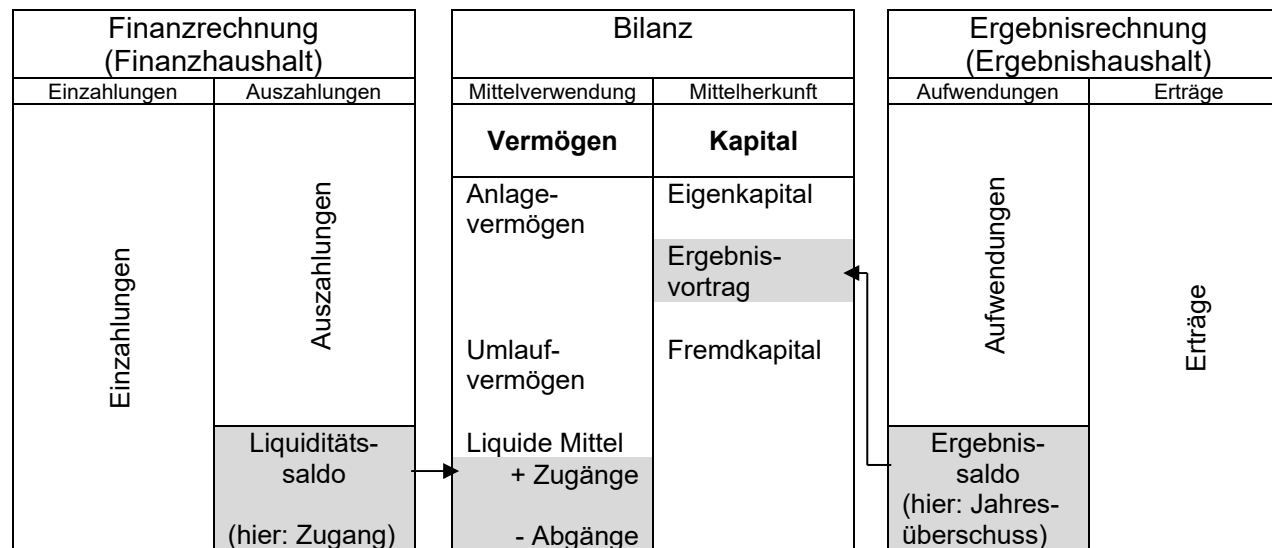 Finanzrechnung
(Finanzhaushalt)
Einzahlungen
Auszahlungen
Einzahlungen
Auszahlungen
Liquiditäts-
saldo
(hier: Zugang)
Bilanz
Mittelverwendung
Mittelherkunft
Vermögen
Kapital
Anlage-
vermögen
Umlauf-
vermögen
Liquide Mittel
+ Zugänge
- Abgänge
Eigenkapital
Ergebnis-
vortrag
Fremdkapital
Ergebnisrechnung
(Ergebnishaushalt)
Aufwendungen
Erträge
Aufwendungen
Ergebnis-
saldo
(hier: Jahres-
überschuss)
Erträge